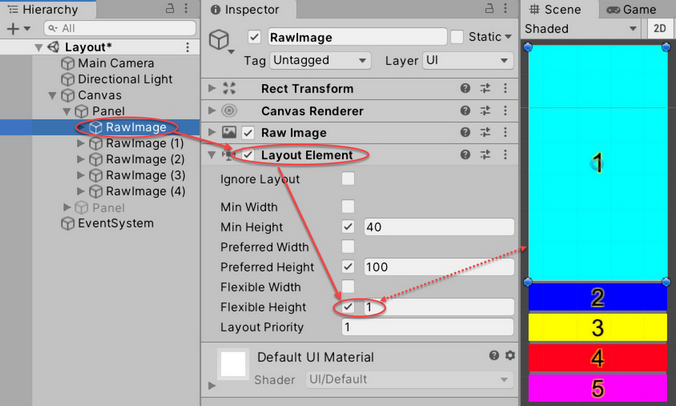 Hierarchy
All
Layout*
Main Camera
Directional Light
Canvas
Panel
RawImage
RawImage (1)
RawImage (2)
RawImage (3)
RawImage (4)
Panel
EventSystem
Inspector
RawImage
Static
Tag Untagged Layer UI
Rect Transform
Canvas Renderer
Raw Image
Layout Element
Ignore Layout
Min Width
Min Height 40
Preferred Width
Preferred Height 100
Flexible Width
Flexible Height 1
Layout Priority 1
Default UI Material
Shader UI/Default
Scene Game
Shaded 2D
1
2
3
4
5